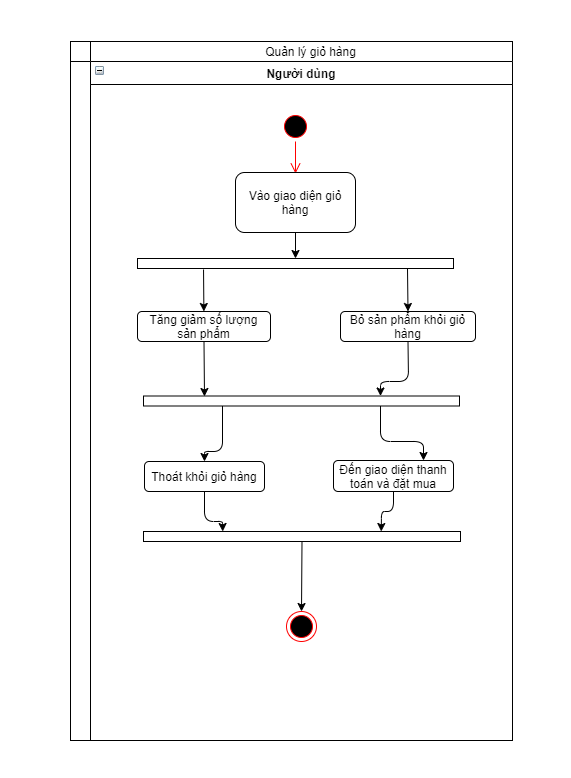 Quản lý giỏ hàng
Người dùng
Vào giao diện giỏ
hàng
Tăng giảm số lượng
sản phẩm
Bỏ sản phẩm khỏi giỏ
hàng
Thoát khỏi giỏ hàng
Đến giao diện thanh
toán và đặt mua